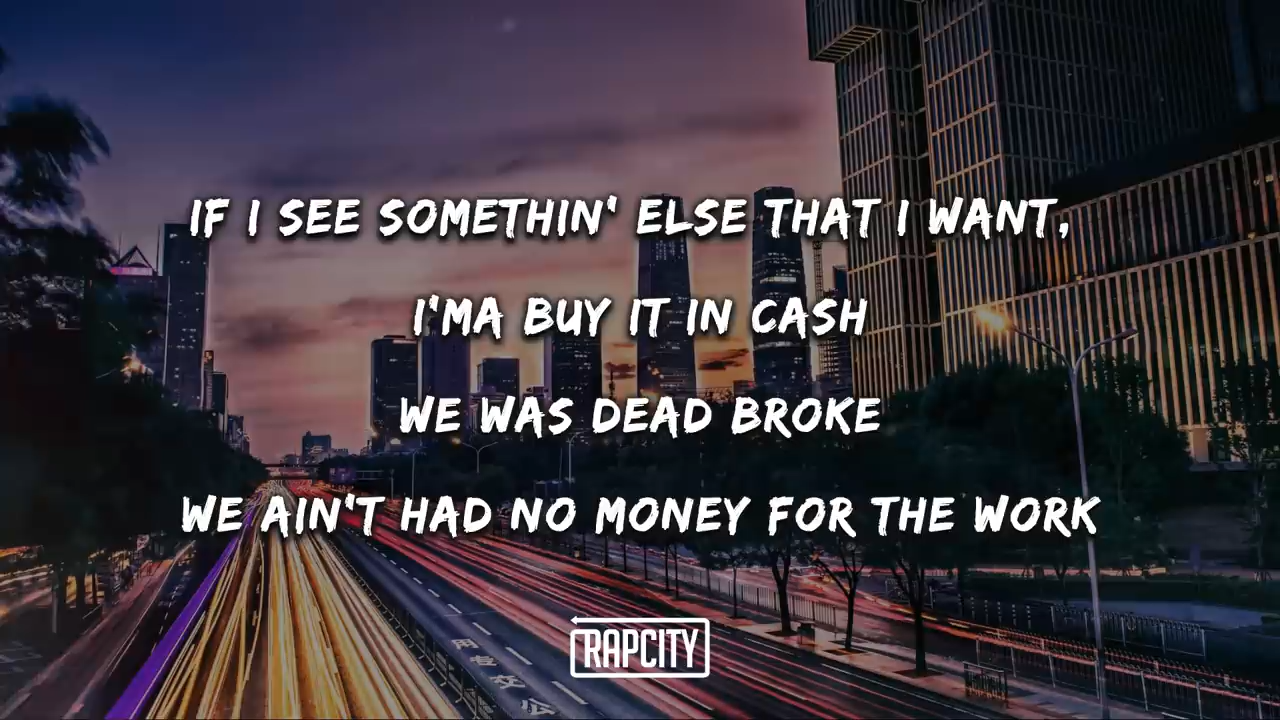 IF I SEE SOMETHIN' ELSE THAT I WANT,
I'MA BUY IT IN CASH
WE WAS DEAD BROKE
WE AIN'T HAD NO MONEY FOR THE WORK
RAPCITY